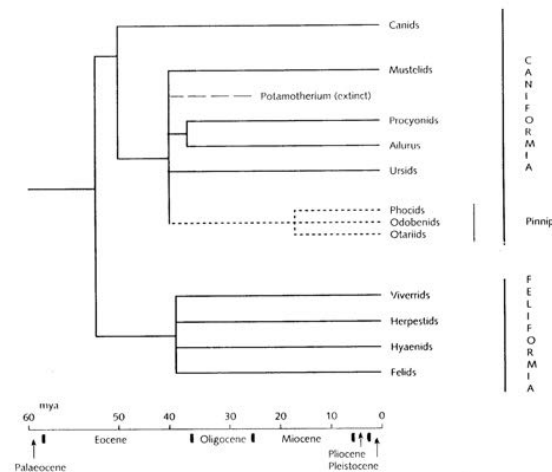 Canids
Mustelids
Potamotherium (extinct)
Procyonids
Ailurus
Ursids
Phocids
Odobenids
Otariids
Pinnip
CANIFORMIA
Viverrids
Herpestids
Hyaenids
Felids
FELIFORMIA
mya
60 50 40 30 20 10 0
Eocene Oligocene Miocene
Pliocene
Palaeocene Pleistocene